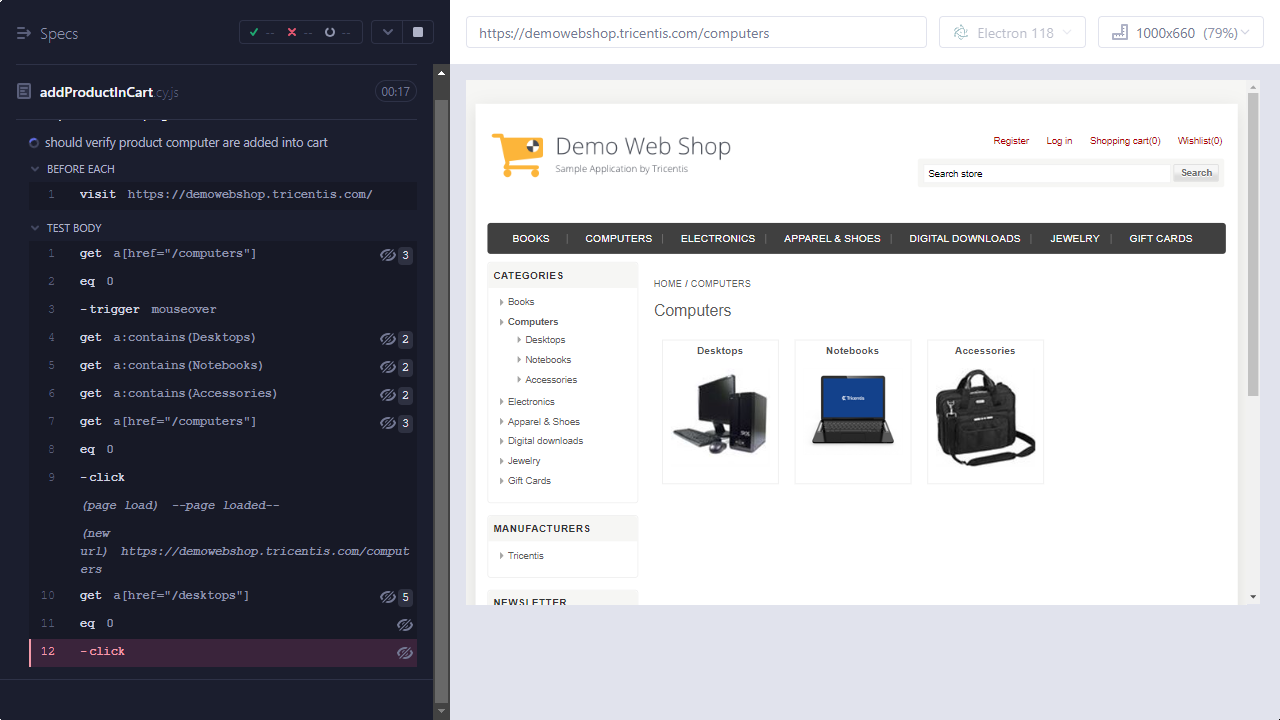 Specs
-- -- --
addProductInCart.cy.js
00:17
should verify product computer are added into cart
BEFORE EACH
1 visit https://demowebshop.tricentis.com/
TEST BODY
1 get a[href="/computers"] 3
2 eq 0
3 -trigger mouseover
4 get a:contains(Desktops) 2
5 get a:contains(Notebooks) 2
6 get a:contains(Accessories) 2
7 get a[href="/computers"] 3
8 eq 0
9 -click
(page load) --page loaded--
(new
url) https://demowebshop.tricentis.com/comput
ers
10 get a[href="/desktops"] 5
11 eq 0
12 -click
https://demowebshop.tricentis.com/computers
Electron 118
1000x660 (79%)
Demo Web Shop
Sample Application by Tricentis
Register Log in Shopping cart(0) Wishlist(0)
Search store Search
BOOKS | COMPUTERS | ELECTRONICS | APPAREL & SHOES | DIGITAL DOWNLOADS | JEWELRY | GIFT CARDS
CATEGORIES
Books
Computers
Desktops
Notebooks
Accessories
Electronics
Apparel & Shoes
Digital downloads
Jewelry
Gift Cards
MANUFACTURERS
Tricentis
NEWSLETTER
HOME / COMPUTERS
Computers
Desktops Notebooks Accessories
Tricentis